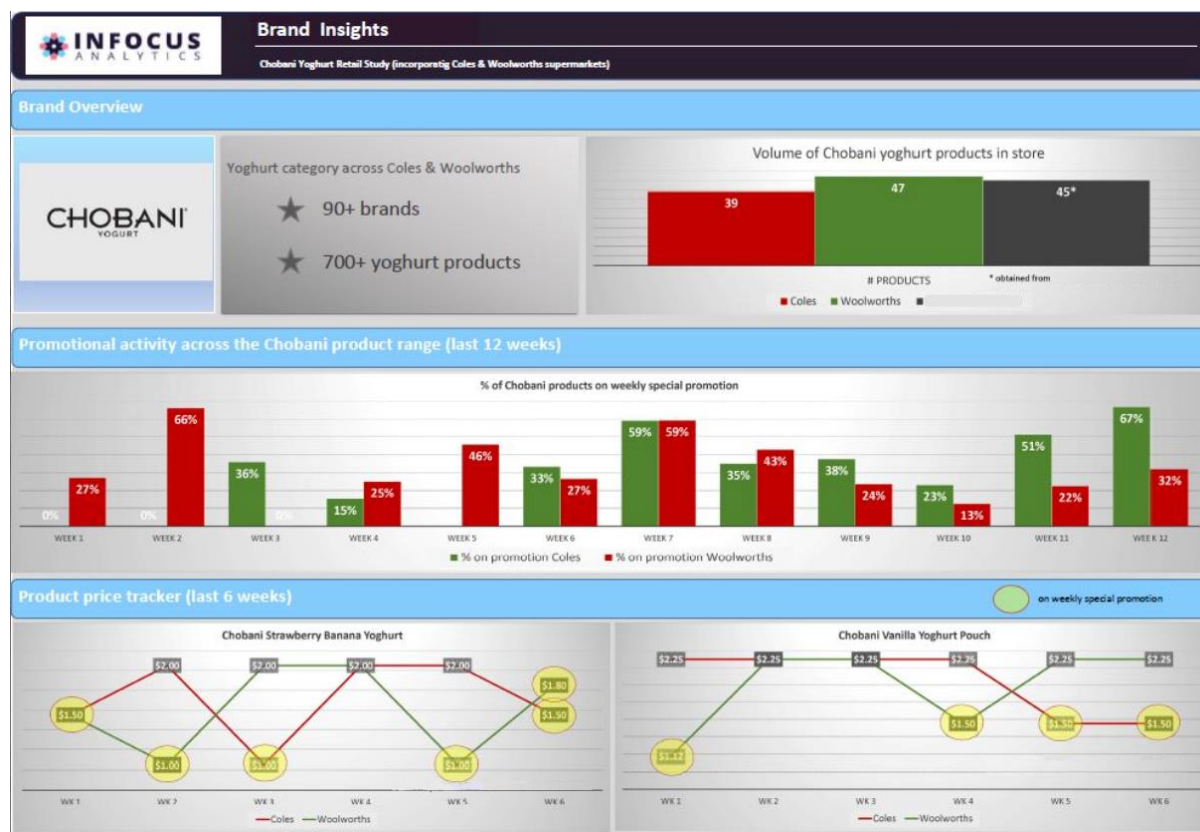 INFOCUS
ANALYTICS
Brand Insights
Chobani Yoghurt Retail Study (incorporatig Coles & Woolworths supermarkets)
Brand Overview
CHOBANI
YOGURT
Yoghurt category across Coles & Woolworths
90+ brands
700+ yoghurt products
Volume of Chobani yoghurt products in store
39
47
45*
# PRODUCTS
* obtained from
Coles
Woolworths
Promotional activity across the Chobani product range (last 12 weeks)
% of Chobani products on weekly special promotion
0% 27%
0% 66%
36% 0%
15% 25%
46%
33% 27%
59% 59%
35% 43%
38% 24%
23% 13%
51% 22%
67% 32%
WEEK 1 WEEK 2 WEEK 3 WEEK 4 WEEK 5 WEEK 6 WEEK 7 WEEK 8 WEEK 9 WEEK 10 WEEK 11 WEEK 12
% on promotion Coles % on promotion Woolworths
Product price tracker (last 6 weeks)
on weekly special promotion
Chobani Strawberry Banana Yoghurt
$2.00 $2.00 $2.00 $2.00
$1.80
$1.50 $1.50
$1.00 $1.00 $1.00
WK 1 WK 2 WK 3 WK 4 WK 5 WK 6
Coles Woolworths
Chobani Vanilla Yoghurt Pouch
$2.25 $2.25 $2.25 $2.25 $2.25 $2.25
$1.50 $1.50 $1.50
$1.12
WK 1 WK 2 WK 3 WK 4 WK 5 WK 6
Coles Woolworths